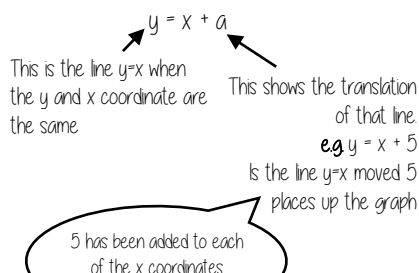 y = x + a
This is the line y=x when
the y and x coordinate are
the same
This shows the translation
of that line.
e.g. y = x + 5
Is the line y=x moved 5
places up the graph
5 has been added to each
of the x coordinates